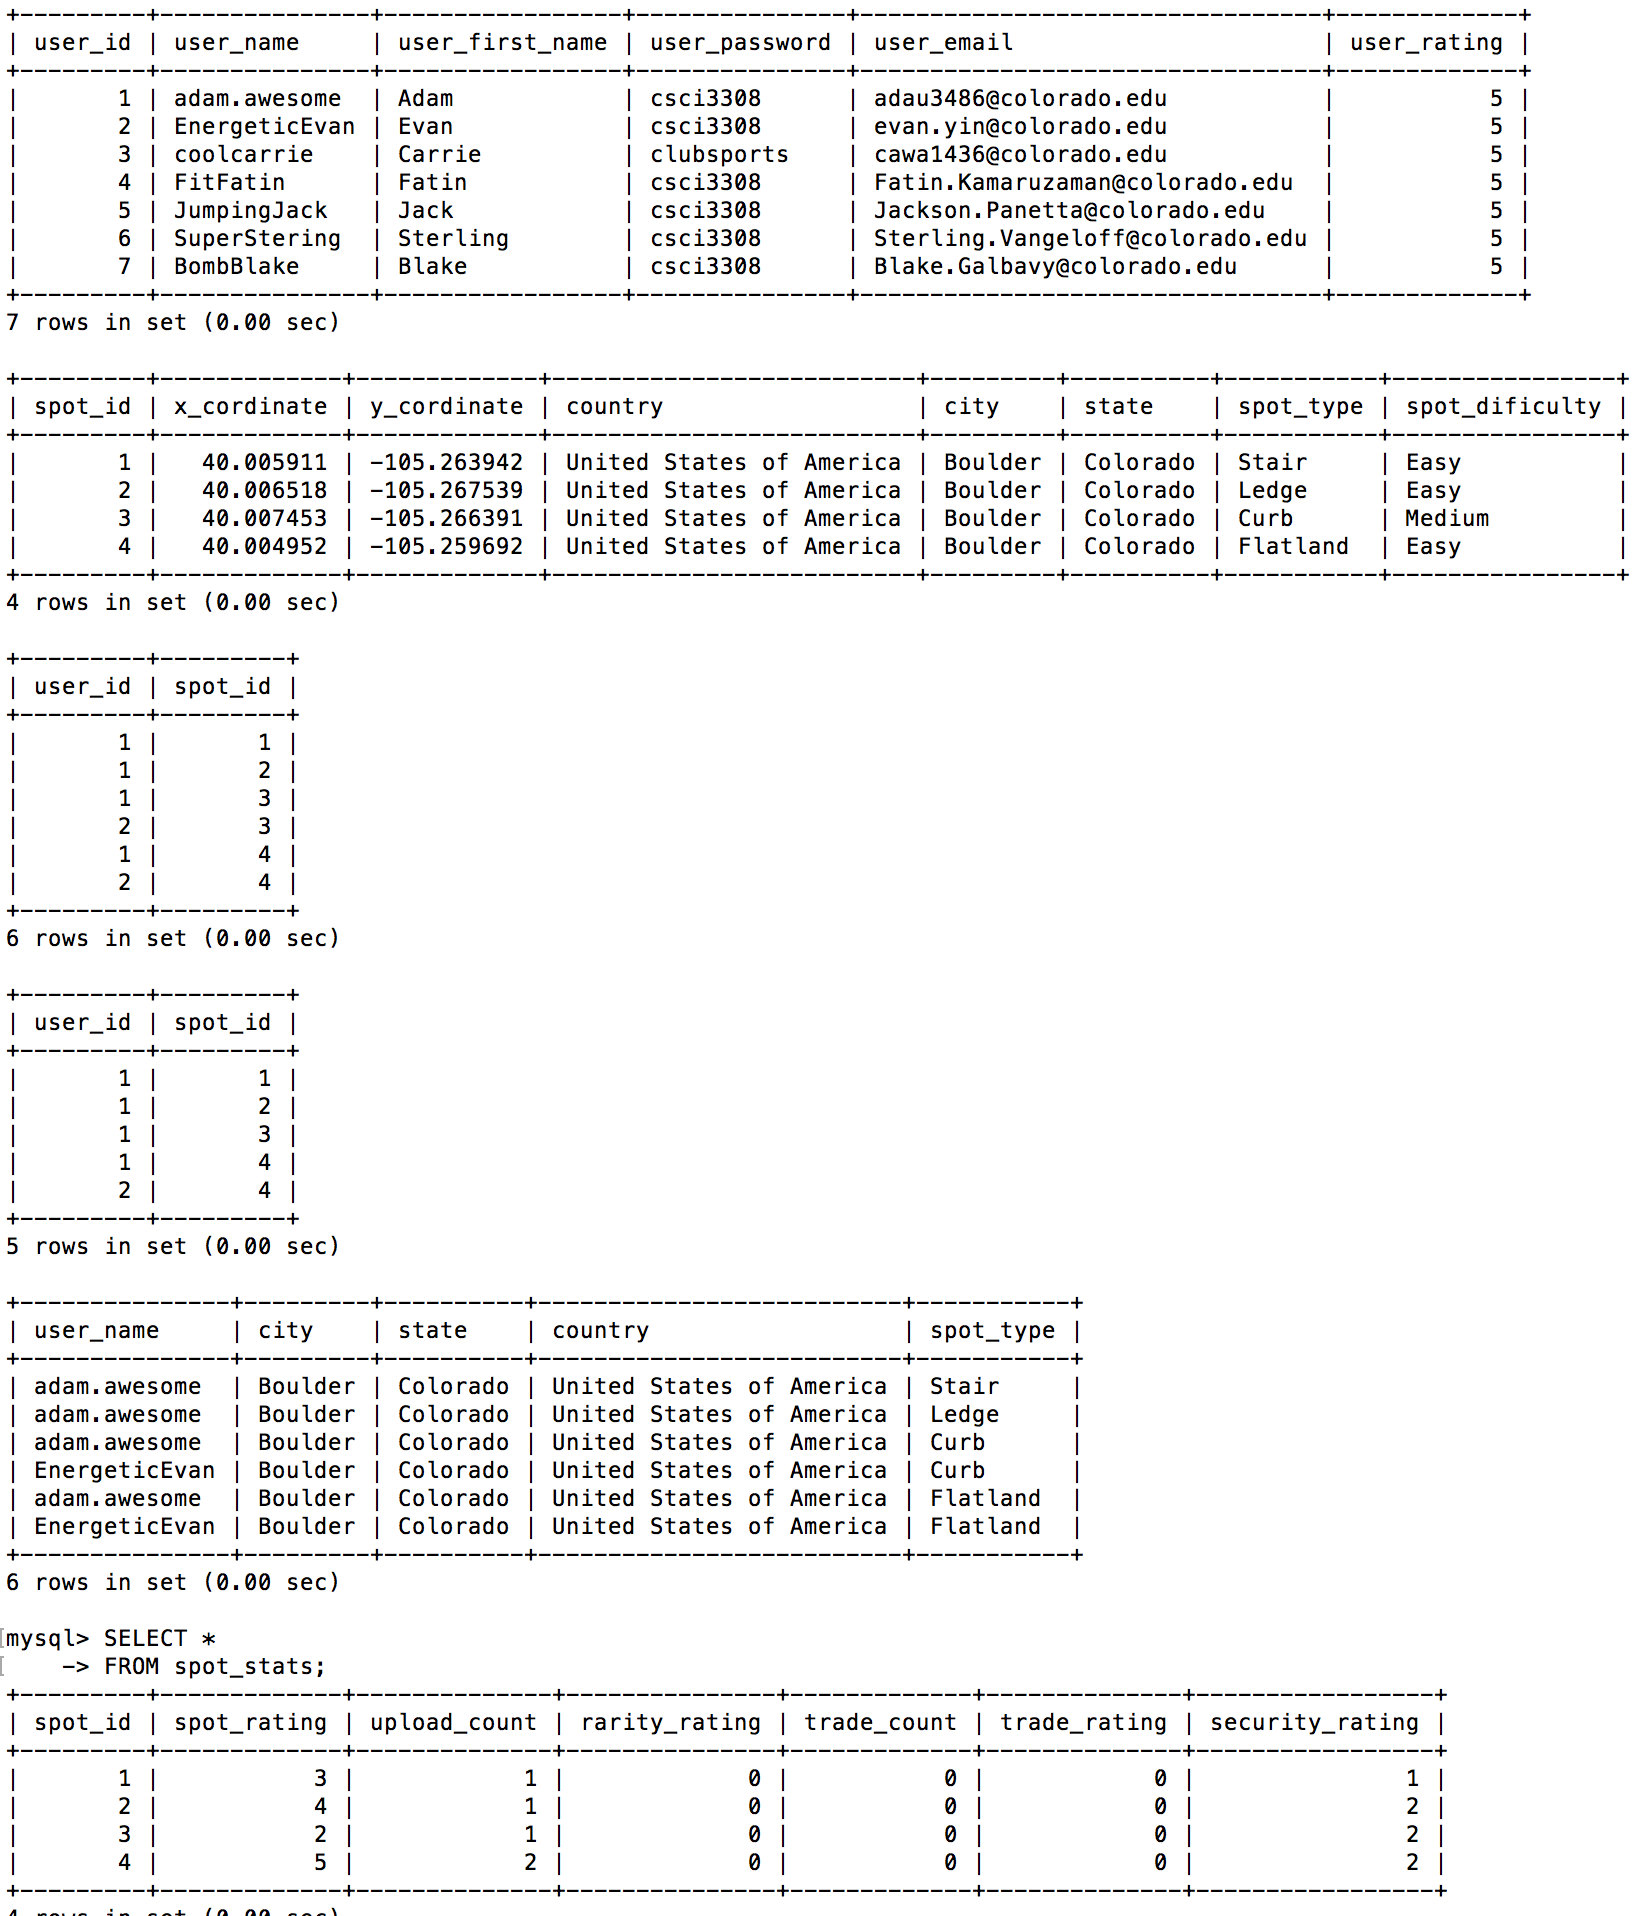 +---------+---------------+-----------------+---------------+---------------------------------+-------------+
| user_id | user_name     | user_first_name | user_password | user_email                      | user_rating |
+---------+---------------+-----------------+---------------+---------------------------------+-------------+
|       1 | adam.awesome  | Adam            | csci3308      | adau3486@colorado.edu           |           5 |
|       2 | EnergeticEvan | Evan            | csci3308      | evan.yin@colorado.edu           |           5 |
|       3 | coolcarrie    | Carrie          | clubsports    | cawa1436@colorado.edu           |           5 |
|       4 | FitFatin      | Fatin           | csci3308      | Fatin.Kamaruzaman@colorado.edu  |           5 |
|       5 | JumpingJack   | Jack            | csci3308      | Jackson.Panetta@colorado.edu    |           5 |
|       6 | SuperStering  | Sterling        | csci3308      | Sterling.Vangeloff@colorado.edu |           5 |
|       7 | BombBlake     | Blake           | csci3308      | Blake.Galbavy@colorado.edu      |           5 |
+---------+---------------+-----------------+---------------+---------------------------------+-------------+
7 rows in set (0.00 sec)

+---------+-------------+-------------+--------------------------+---------+----------+-----------+----------------+
| spot_id | x_cordinate | y_cordinate | country                  | city    | state    | spot_type | spot_dificulty |
+---------+-------------+-------------+--------------------------+---------+----------+-----------+----------------+
|       1 |   40.005911 | -105.263942 | United States of America | Boulder | Colorado | Stair     | Easy           |
|       2 |   40.006518 | -105.267539 | United States of America | Boulder | Colorado | Ledge     | Easy           |
|       3 |   40.007453 | -105.266391 | United States of America | Boulder | Colorado | Curb      | Medium         |
|       4 |   40.004952 | -105.259692 | United States of America | Boulder | Colorado | Flatland  | Easy           |
+---------+-------------+-------------+--------------------------+---------+----------+-----------+----------------+
4 rows in set (0.00 sec)

+---------+---------+
| user_id | spot_id |
+---------+---------+
|       1 |       1 |
|       1 |       2 |
|       1 |       3 |
|       2 |       3 |
|       1 |       4 |
|       2 |       4 |
+---------+---------+
6 rows in set (0.00 sec)

+---------+---------+
| user_id | spot_id |
+---------+---------+
|       1 |       1 |
|       1 |       2 |
|       1 |       3 |
|       1 |       4 |
|       2 |       4 |
+---------+---------+
5 rows in set (0.00 sec)

+---------------+---------+----------+--------------------------+-----------+
| user_name     | city    | state    | country                  | spot_type |
+---------------+---------+----------+--------------------------+-----------+
| adam.awesome  | Boulder | Colorado | United States of America | Stair     |
| adam.awesome  | Boulder | Colorado | United States of America | Ledge     |
| adam.awesome  | Boulder | Colorado | United States of America | Curb      |
| EnergeticEvan | Boulder | Colorado | United States of America | Curb      |
| adam.awesome  | Boulder | Colorado | United States of America | Flatland  |
| EnergeticEvan | Boulder | Colorado | United States of America | Flatland  |
+---------------+---------+----------+--------------------------+-----------+
6 rows in set (0.00 sec)

mysql> SELECT *
    -> FROM spot_stats;
+---------+-------------+--------------+---------------+-------------+--------------+-----------------+
| spot_id | spot_rating | upload_count | rarity_rating | trade_count | trade_rating | security_rating |
+---------+-------------+--------------+---------------+-------------+--------------+-----------------+
|       1 |           3 |            1 |             0 |           0 |            0 |               1 |
|       2 |           4 |            1 |             0 |           0 |            0 |               2 |
|       3 |           2 |            1 |             0 |           0 |            0 |               2 |
|       4 |           5 |            2 |             0 |           0 |            0 |               2 |
+---------+-------------+--------------+---------------+-------------+--------------+-----------------+
4 rows in set (0.00 sec)